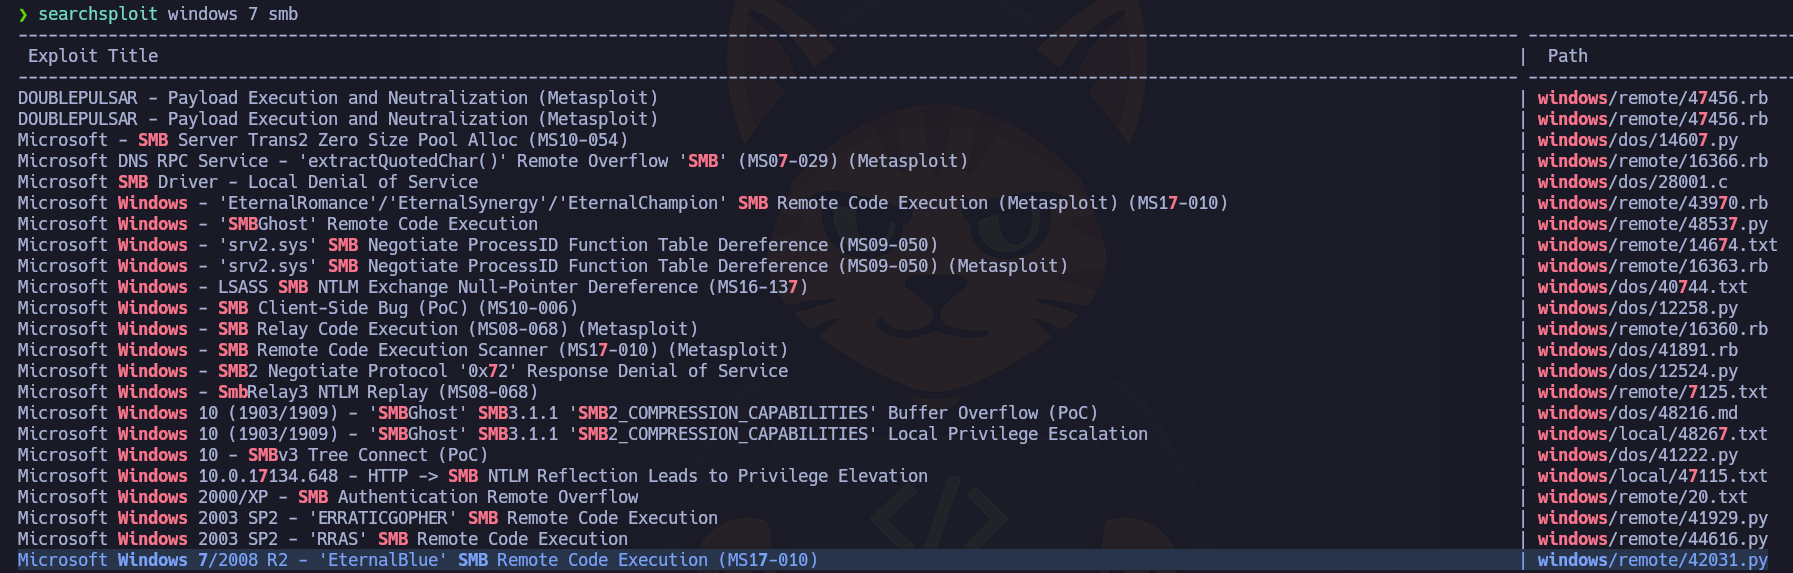 ❯ searchsploit windows 7 smb
Exploit Title | Path
DOUBLEPULSAR - Payload Execution and Neutralization (Metasploit) | windows/remote/47456.rb
DOUBLEPULSAR - Payload Execution and Neutralization (Metasploit) | windows/remote/47456.rb
Microsoft - SMB Server Trans2 Zero Size Pool Alloc (MS10-054) | windows/dos/14607.py
Microsoft DNS RPC Service - 'extractQuotedChar()' Remote Overflow 'SMB' (MS07-029) (Metasploit) | windows/remote/16366.rb
Microsoft SMB Driver - Local Denial of Service | windows/dos/28001.c
Microsoft Windows - 'EternalRomance'/'EternalSynergy'/'EternalChampion' SMB Remote Code Execution (Metasploit) (MS17-010) | windows/remote/43970.rb
Microsoft Windows - 'SMBGhost' Remote Code Execution | windows/remote/48537.py
Microsoft Windows - 'srv2.sys' SMB Negotiate ProcessID Function Table Dereference (MS09-050) | windows/remote/14674.txt
Microsoft Windows - 'srv2.sys' SMB Negotiate ProcessID Function Table Dereference (MS09-050) (Metasploit) | windows/remote/16363.rb
Microsoft Windows - LSASS SMB NTLM Exchange Null-Pointer Dereference (MS16-137) | windows/dos/40744.txt
Microsoft Windows - SMB Client-Side Bug (PoC) (MS10-006) | windows/dos/12258.py
Microsoft Windows - SMB Relay Code Execution (MS08-068) (Metasploit) | windows/remote/16360.rb
Microsoft Windows - SMB Remote Code Execution Scanner (MS17-010) (Metasploit) | windows/dos/41891.rb
Microsoft Windows - SMB2 Negotiate Protocol '0x72' Response Denial of Service | windows/dos/12524.py
Microsoft Windows - SmbRelay3 NTLM Replay (MS08-068) | windows/remote/7125.txt
Microsoft Windows 10 (1903/1909) - 'SMBGhost' SMB3.1.1 'SMB2_COMPRESSION_CAPABILITIES' Buffer Overflow (PoC) | windows/dos/48216.md
Microsoft Windows 10 (1903/1909) - 'SMBGhost' SMB3.1.1 'SMB2_COMPRESSION_CAPABILITIES' Local Privilege Escalation | windows/local/48267.txt
Microsoft Windows 10 - SMBv3 Tree Connect (PoC) | windows/dos/41222.py
Microsoft Windows 10.0.17134.648 - HTTP -> SMB NTLM Reflection Leads to Privilege Elevation | windows/local/47115.txt
Microsoft Windows 2000/XP - SMB Authentication Remote Overflow | windows/remote/20.txt
Microsoft Windows 2003 SP2 - 'ERRATICGOPHER' SMB Remote Code Execution | windows/remote/41929.py
Microsoft Windows 2003 SP2 - 'RRAS' SMB Remote Code Execution | windows/remote/44616.py
Microsoft Windows 7/2008 R2 - 'EternalBlue' SMB Remote Code Execution (MS17-010) | windows/remote/42031.py